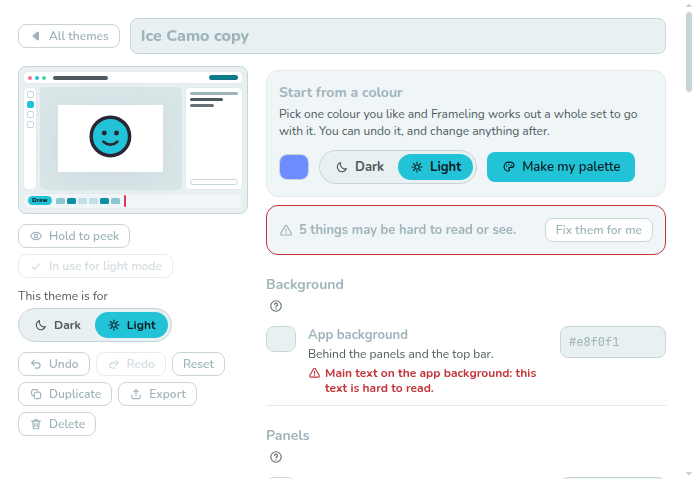 All themes
Ice Camo copy
Draw
Hold to peek
In use for light mode
This theme is for
Dark
Light
Undo
Redo
Reset
Duplicate
Export
Delete
Start from a colour
Pick one colour you like and Frameling works out a whole set to go
with it. You can undo it, and change anything after.
Dark
Light
Make my palette
5 things may be hard to read or see.
Fix them for me
Background
App background
Behind the panels and the top bar.
Main text on the app background: this
text is hard to read.
#e8f0f1
Panels